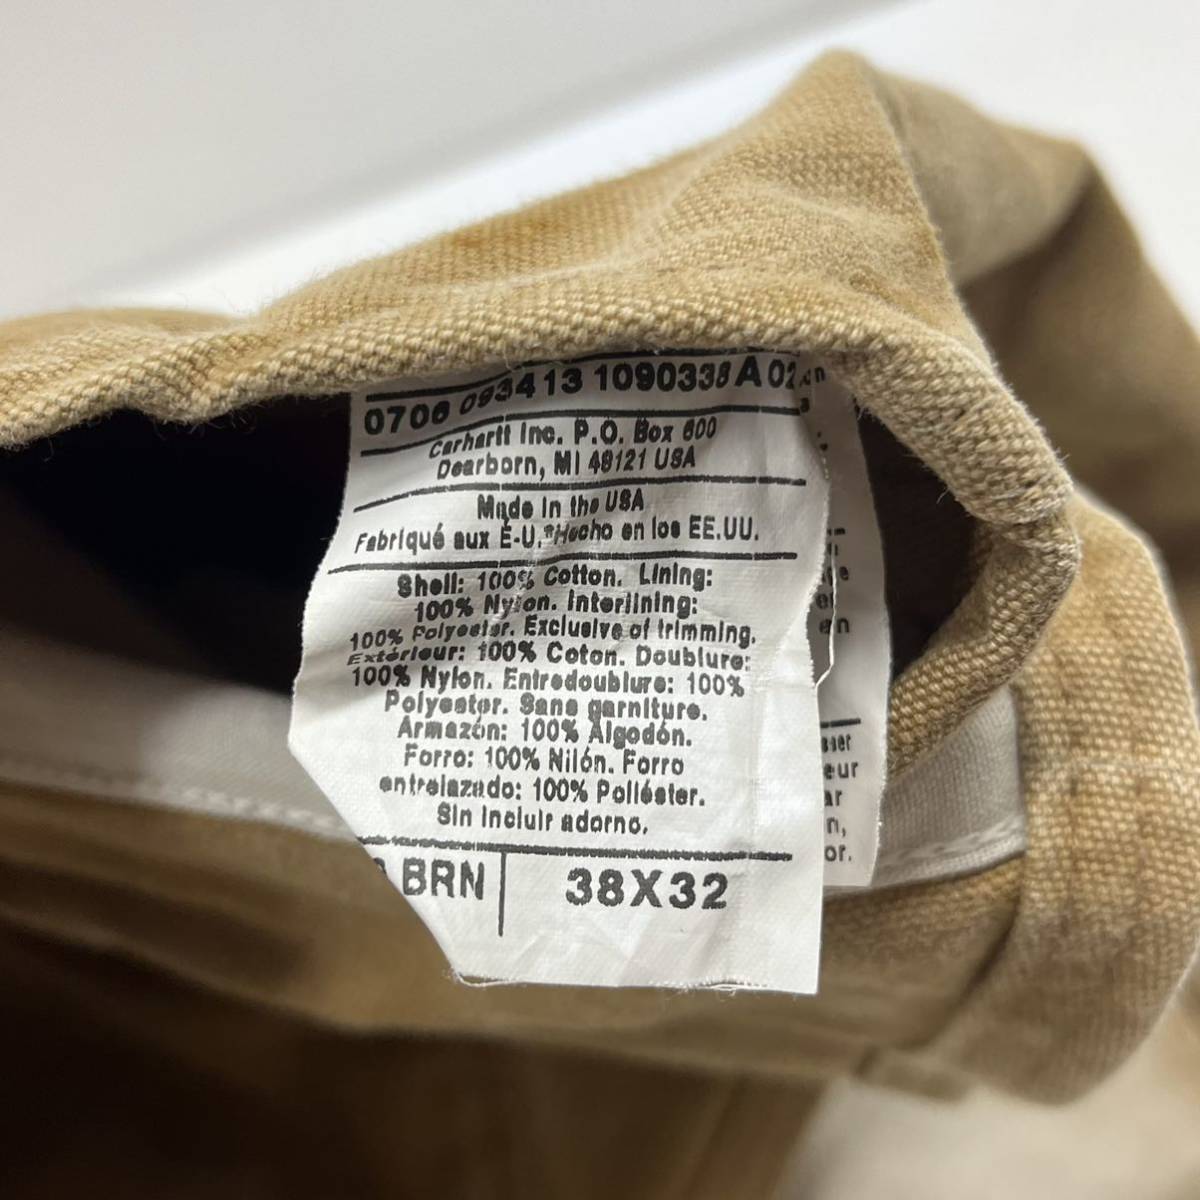 0706 093413 1090338 A 02
Carhartt Inc. P.O. Box 600
Dearborn, MI 48121 USA
Made in the USA
Fabriqué aux É-U.*Hecho en los EE.UU.
Shell: 100% Cotton. Lining:
100% Nylon. Interlining:
100% Polyester. Exclusive of trimming.
Extérieur: 100% Coton. Doublure:
100% Nylon. Entredoublure: 100%
Polyester. Sans garniture.
Armazón: 100% Algodón.
Forro: 100% Nilón. Forro
entrelazado: 100% Poliéster.
Sin incluir adorno.
BRN 38X32